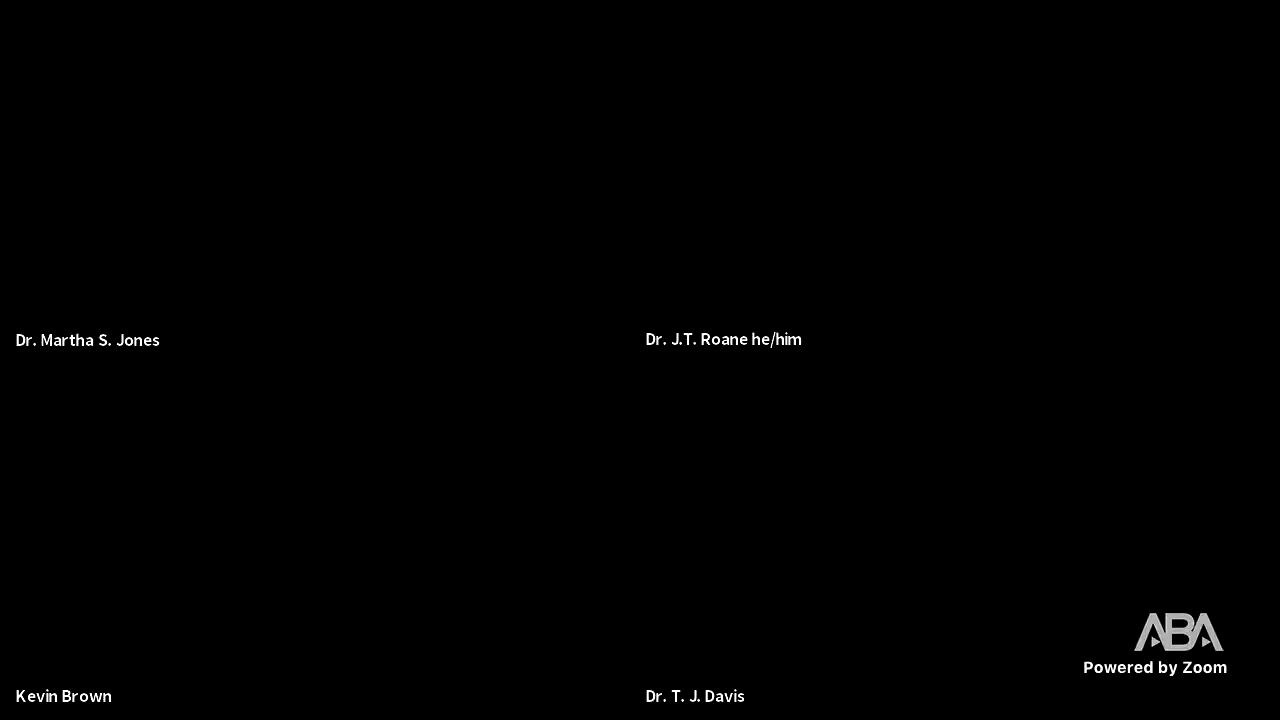 Dr. Martha S. Jones
Dr. J.T. Roane he/him
ABA
Powered by Zoom
Kevin Brown
Dr. T. J. Davis